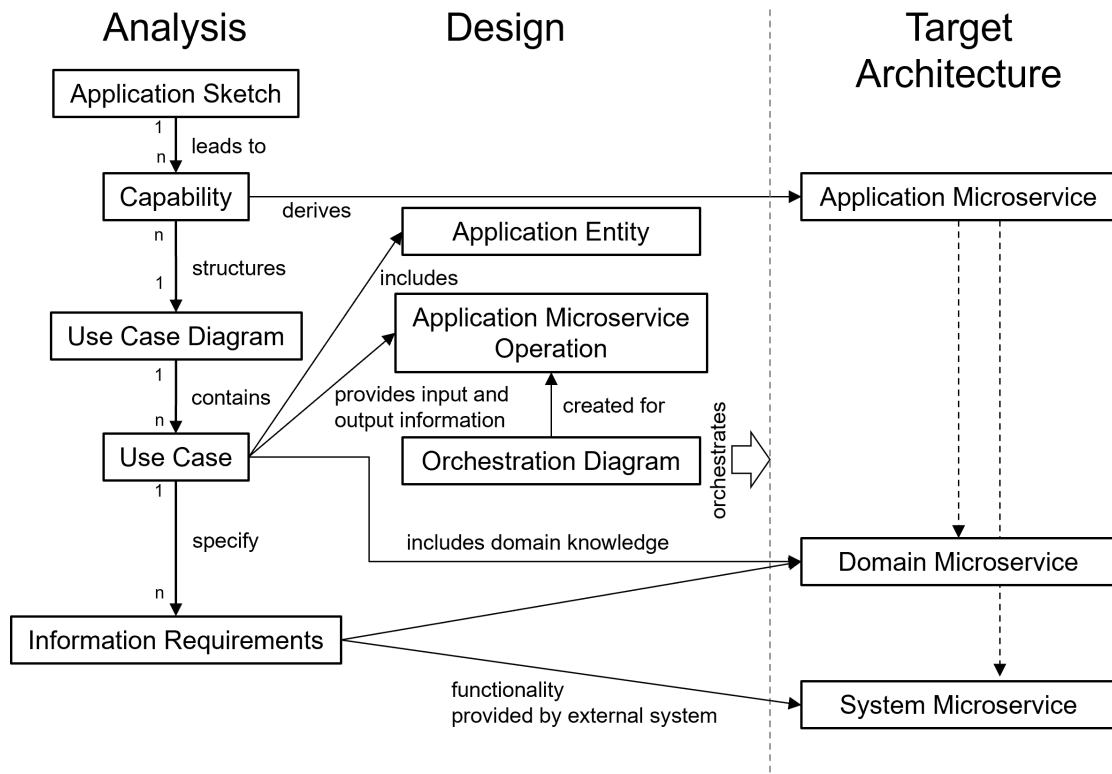 Analysis
Design
Target
Architecture
Application Sketch
1
leads to
n
Capability
derives
Application Microservice
n
structures
1
Application Entity
includes
Use Case Diagram
Application Microservice
Operation
1
contains
n
provides input and
output information
created for
Use Case
Orchestration Diagram
orchestrates
1
specify
n
includes domain knowledge
Domain Microservice
Information Requirements
functionality
provided by external system
System Microservice